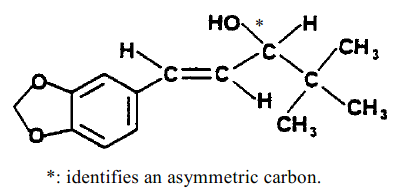 HO * H
H C CH₃
C C C
O H CH₃
O CH₃
*: identifies an asymmetric carbon.